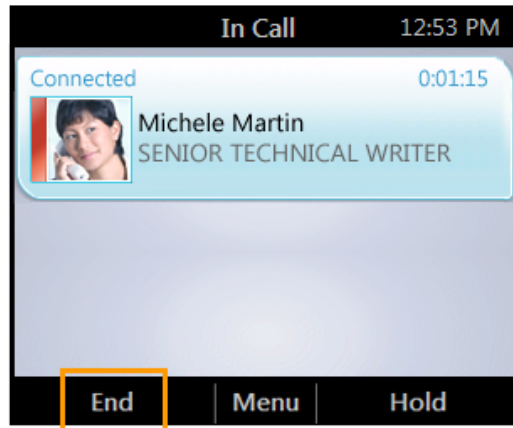 In Call 12:53 PM
Connected 0:01:15
Michele Martin
SENIOR TECHNICAL WRITER
End Menu Hold